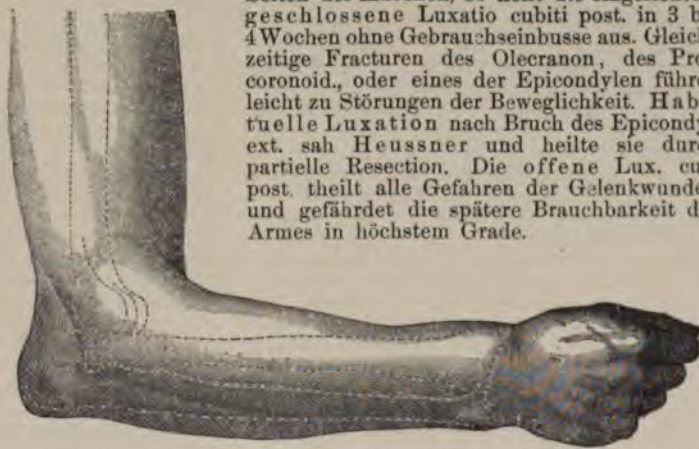 geschlossene Luxatio cubiti post. in 3 b
4 Wochen ohne Gebrauchseinbusse aus. Gleich
zeitige Fracturen des Olecranon, des Pro
coronoid., oder eines der Epicondylen führe
leicht zu Störungen der Beweglichkeit. Hab
tuelle Luxation nach Bruch des Epicondy
ext. sah Heussner und heilte sie dur
partielle Resection. Die offene Lux. cu
post. theilt alle Gefahren der Gelenkwund
und gefährdet die spätere Brauchbarkeit d
Armes in höchstem Grade.